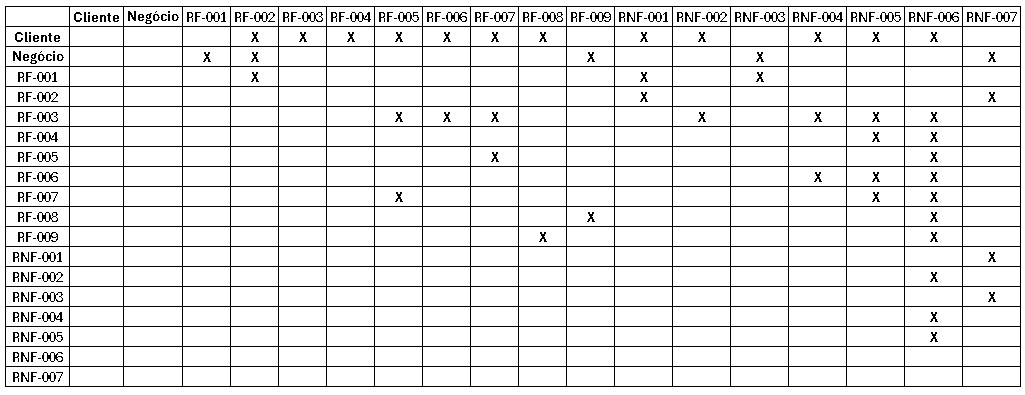 Cliente Negócio RF-001 RF-002 RF-003 RF-004 RF-005 RF-006 RF-007 RF-008 RF-009 RNF-001 RNF-002 RNF-003 RNF-004 RNF-005 RNF-006 RNF-007
Cliente X X X X X X X X X X X X
Negócio X X X X X
RF-001 X X X
RF-002 X X
RF-003 X X X X X X X
RF-004 X X
RF-005 X X
RF-006 X X X
RF-007 X X X
RF-008 X X
RF-009 X X
RNF-001 X
RNF-002 X
RNF-003 X
RNF-004 X
RNF-005 X
RNF-006
RNF-007